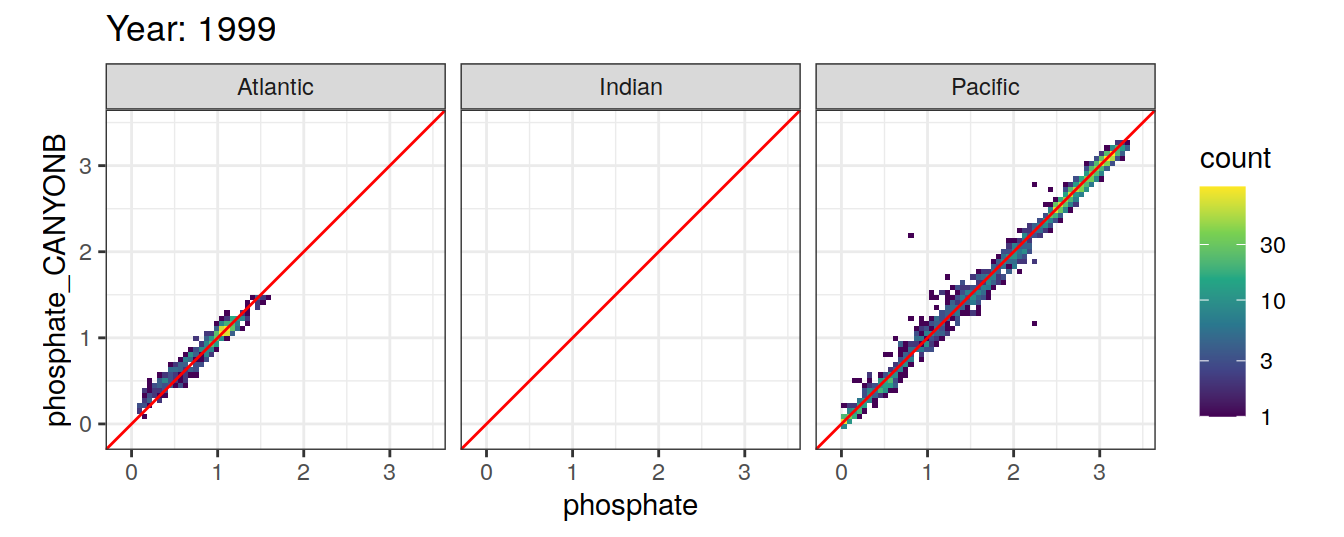 Year: 1999
Atlantic
Indian
Pacific
phosphate_CANYONB
3
2
1
0
0 1 2 3
0 1 2 3
0 1 2 3
phosphate
count
30
10
3
1